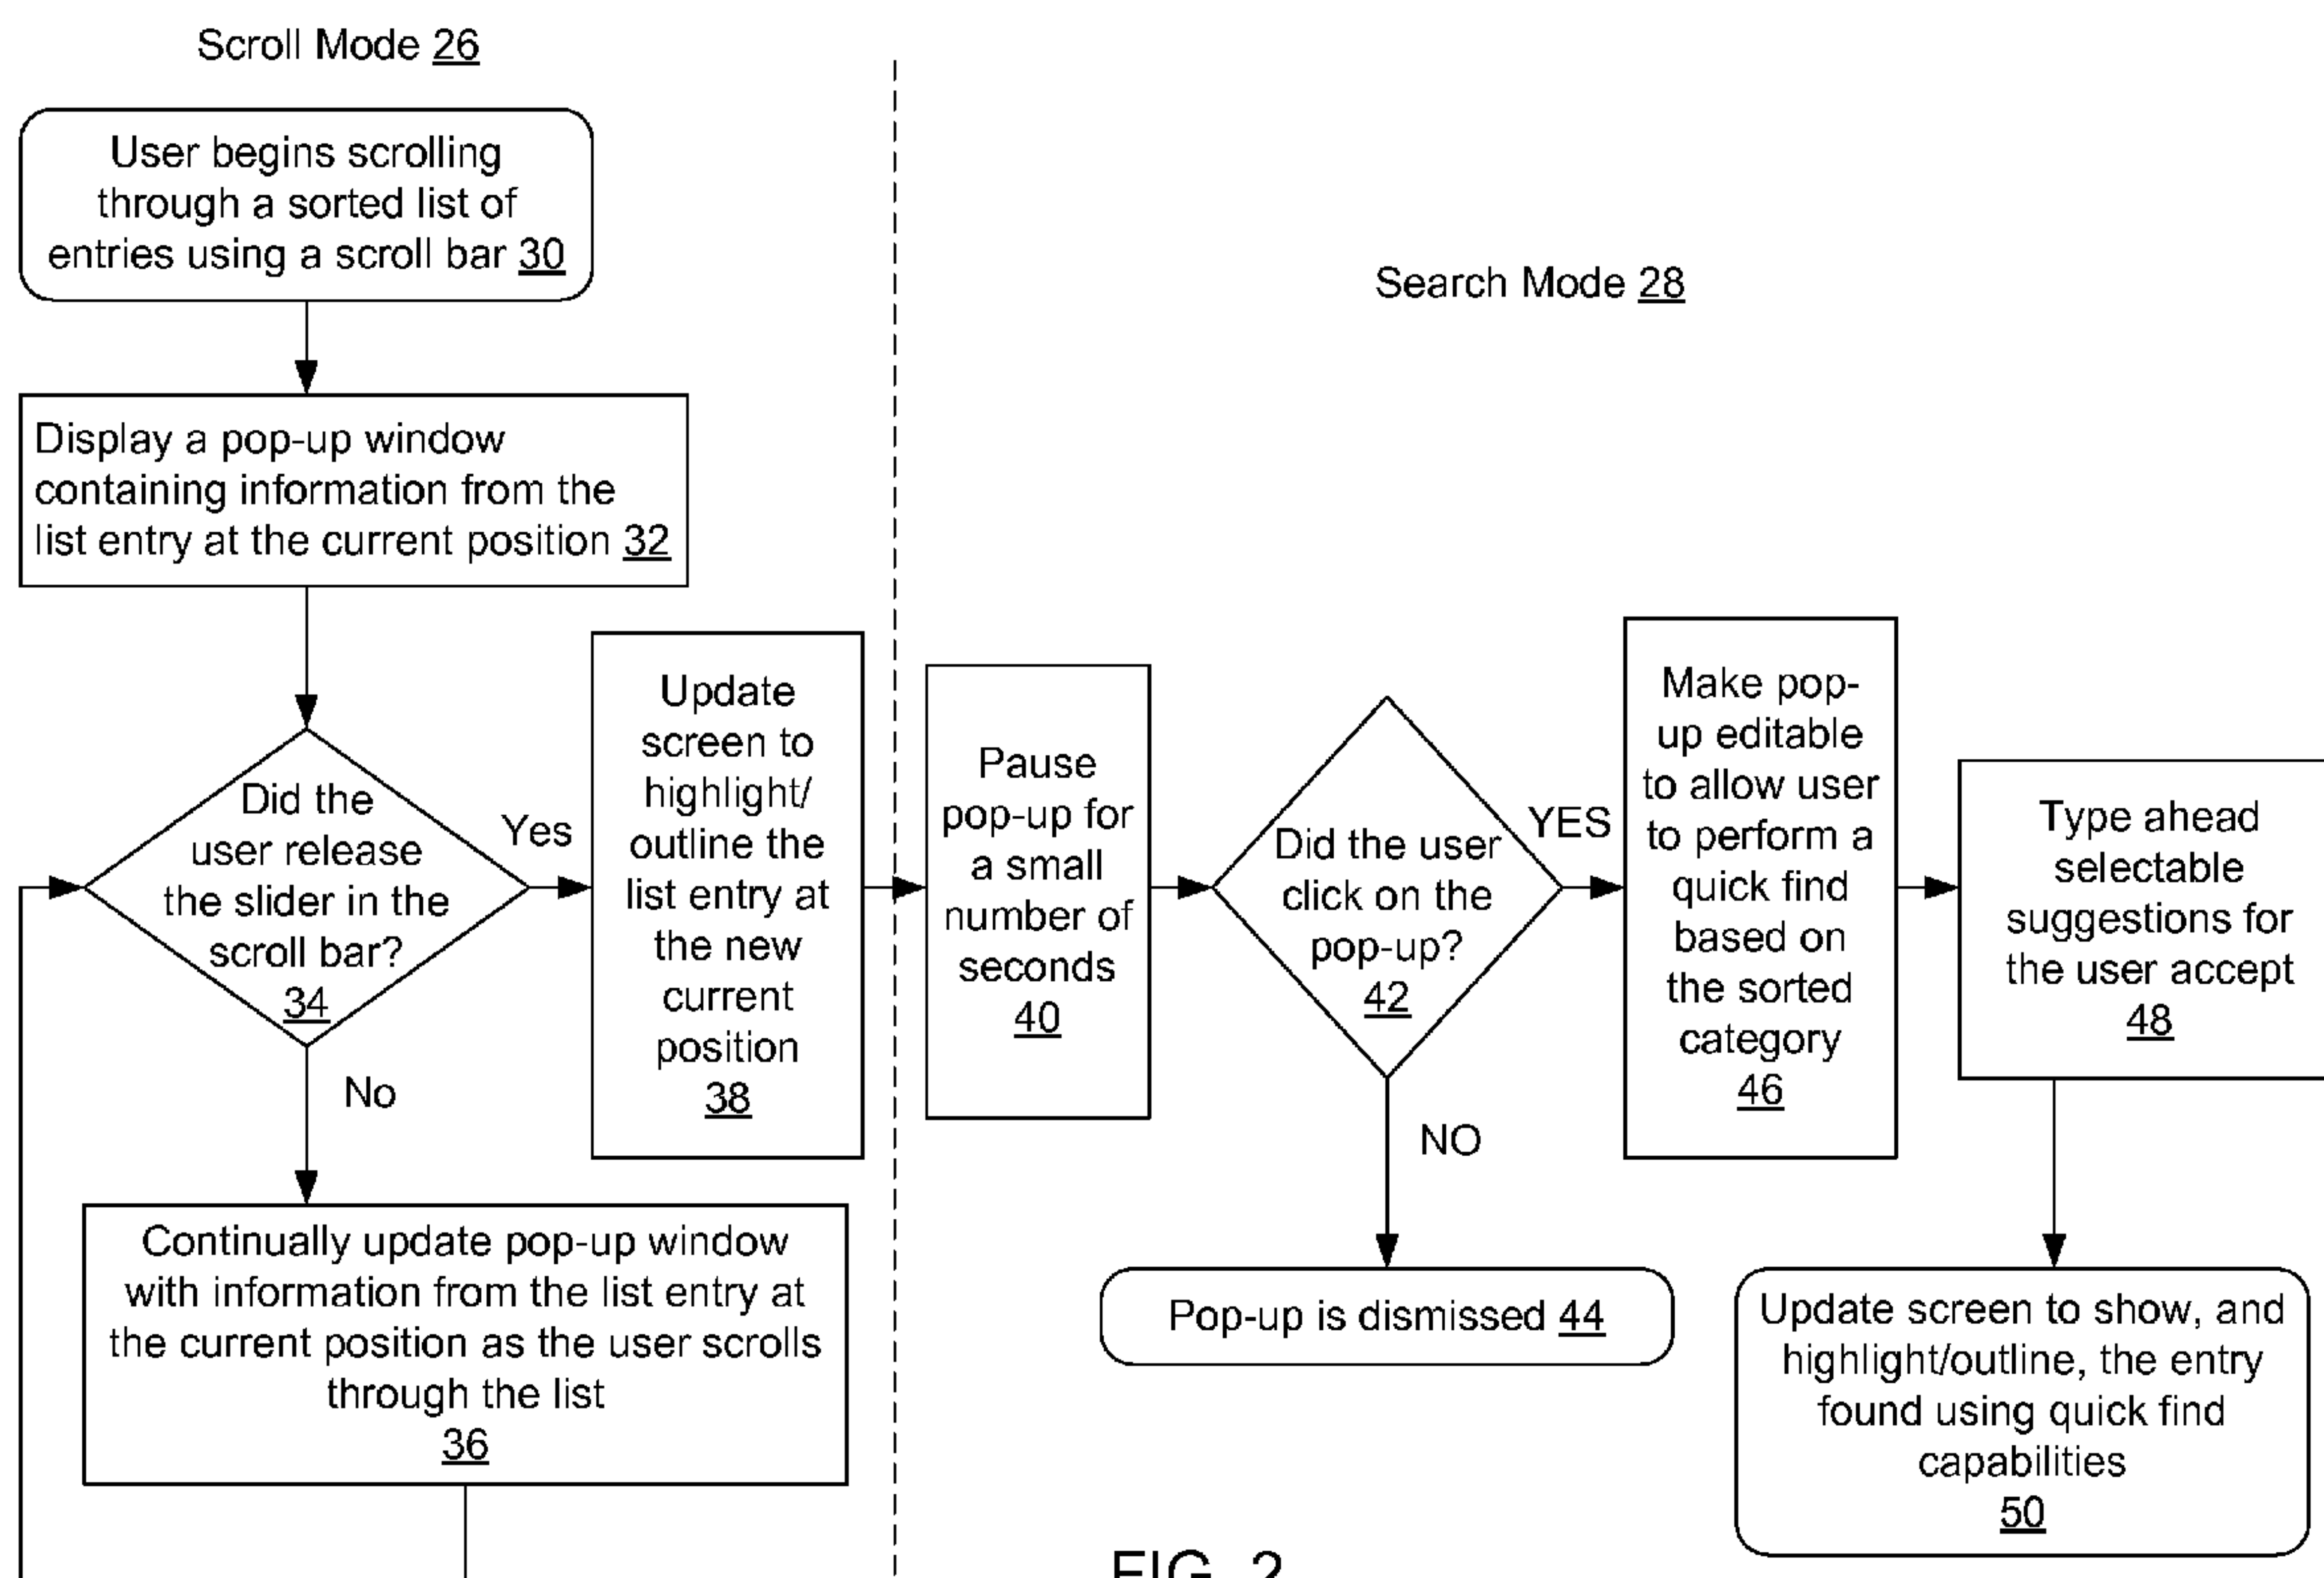 Scroll Mode 26
User begins scrolling
through a sorted list of
entries using a scroll bar 30
Display a pop-up window
containing information from the
list entry at the current position 32
Did the
user release
the slider in the
scroll bar?
34
Yes
No
Continually update pop-up window
with information from the list entry at
the current position as the user scrolls
through the list
36
Update
screen to
highlight/
outline the
list entry at
the new
current
position
38
Search Mode 28
Pause
pop-up for
a small
number of
seconds
40
Did the user
click on the
pop-up?
42
YES
NO
Pop-up is dismissed 44
Make pop-
up editable
to allow user
to perform a
quick find
based on
the sorted
category
46
Type ahead
selectable
suggestions for
the user accept
48
Update screen to show, and
highlight/outline, the entry
found using quick find
capabilities
50
FIG. 2